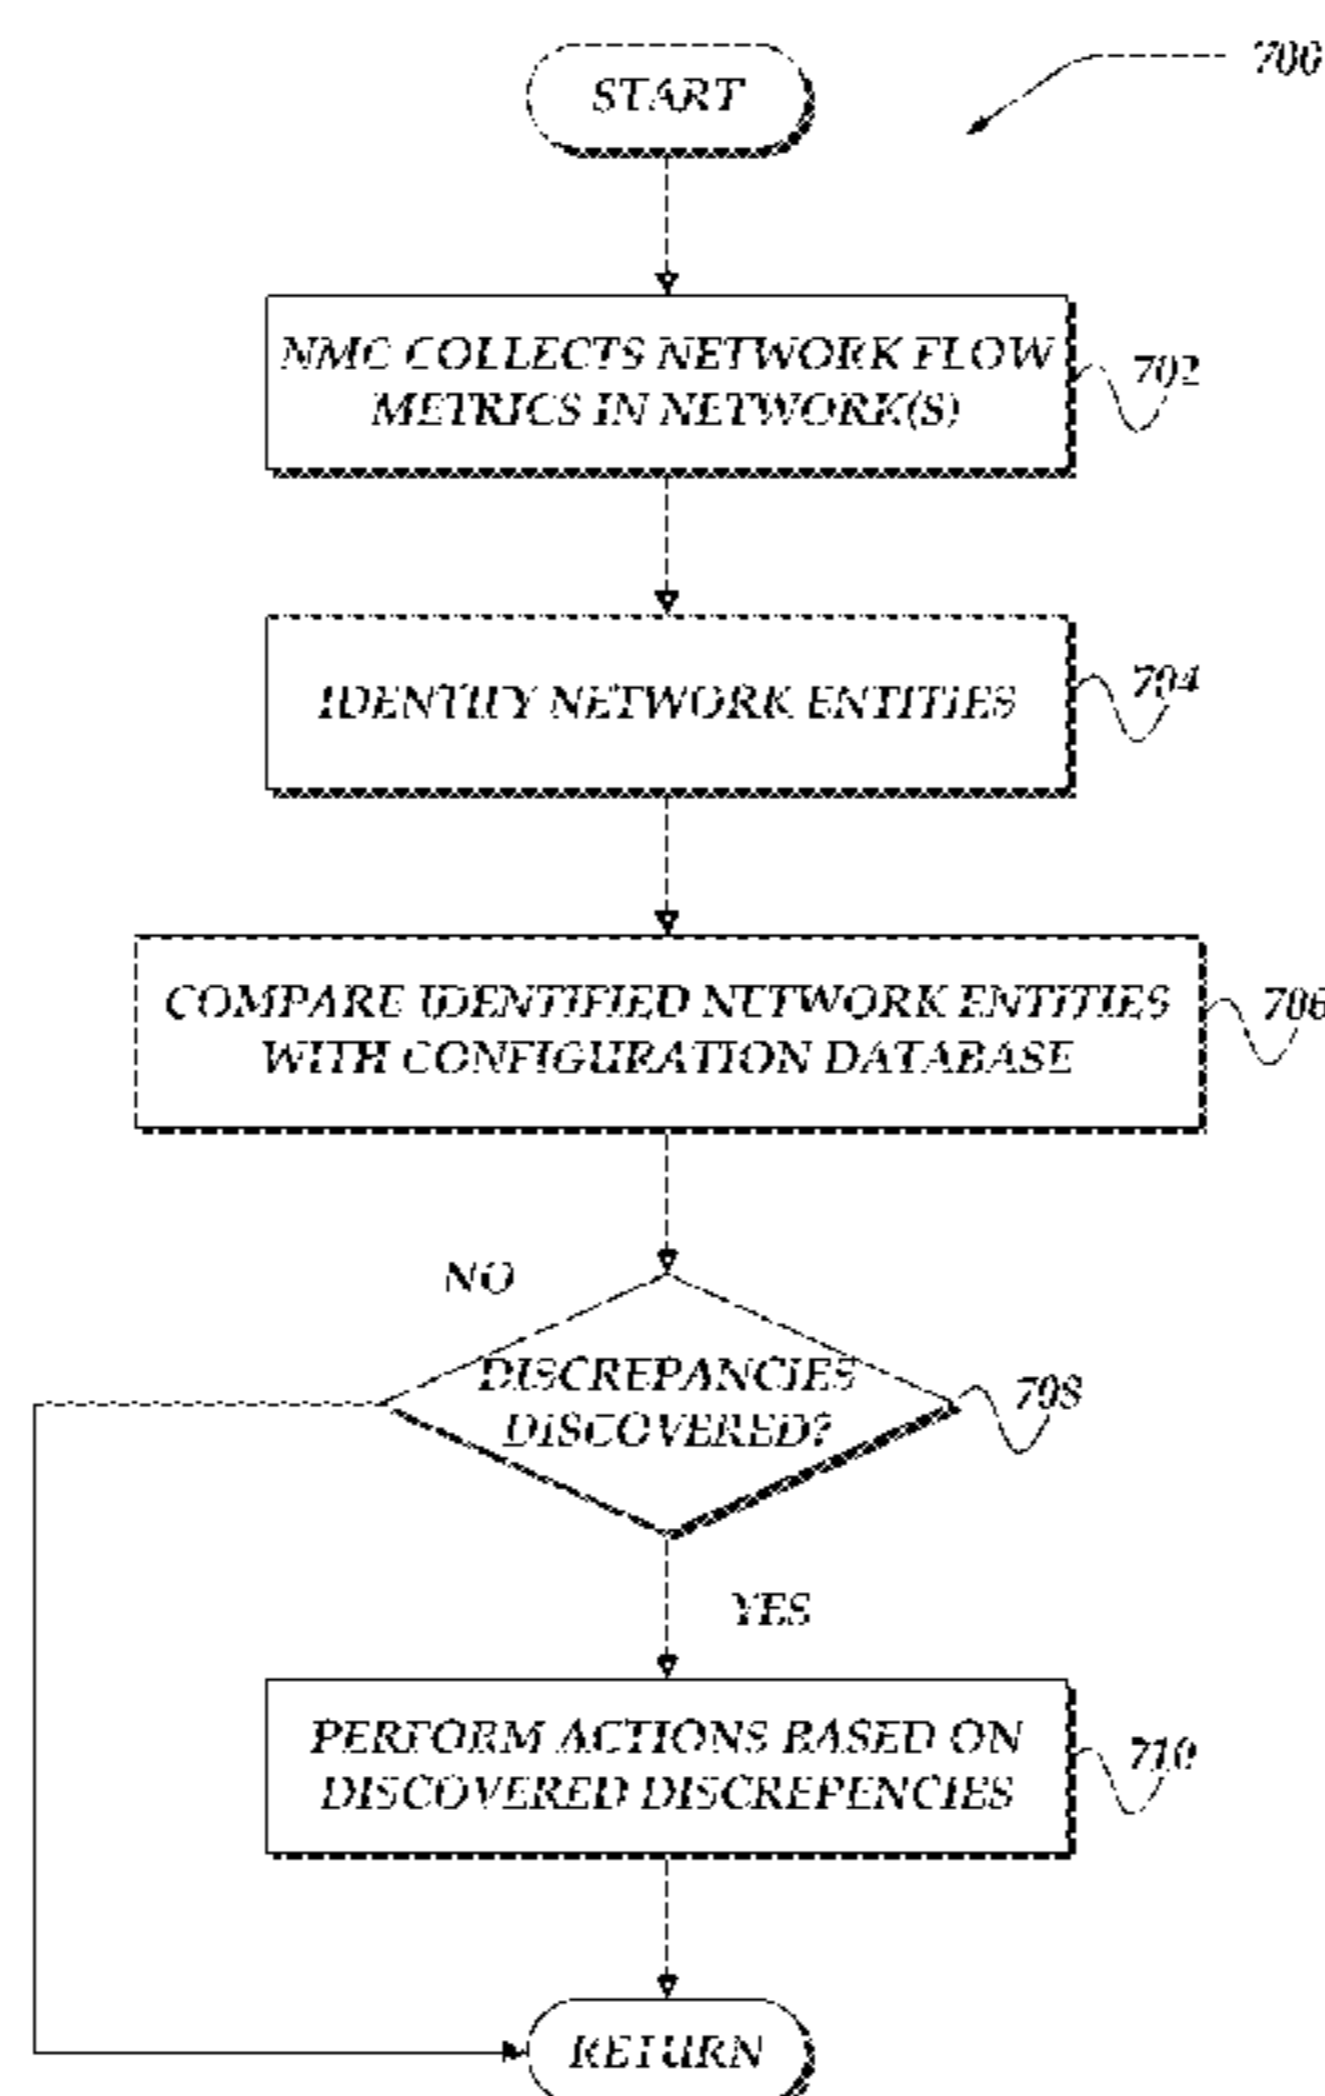 START
700
NMC COLLECTS NETWORK FLOW
METRICS IN NETWORK(S)
702
IDENTIFY NETWORK ENTITIES
704
COMPARE IDENTIFIED NETWORK ENTITIES
WITH CONFIGURATION DATABASE
706
NO
DISCREPANCIES
DISCOVERED?
708
YES
PERFORM ACTIONS BASED ON
DISCOVERED DISCREPENCIES
710
RETURN